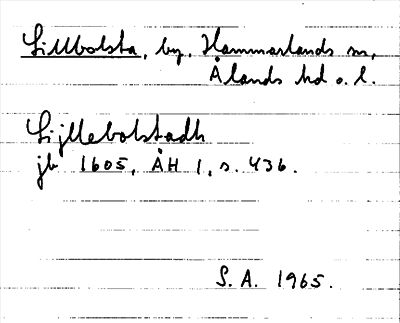 Lillbolsta, by, Hammarlands sn,
Ålands hd o. l.
Lijllebolstadh
jb 1605, ÅH 1, s. 436.
S. A. 1965.